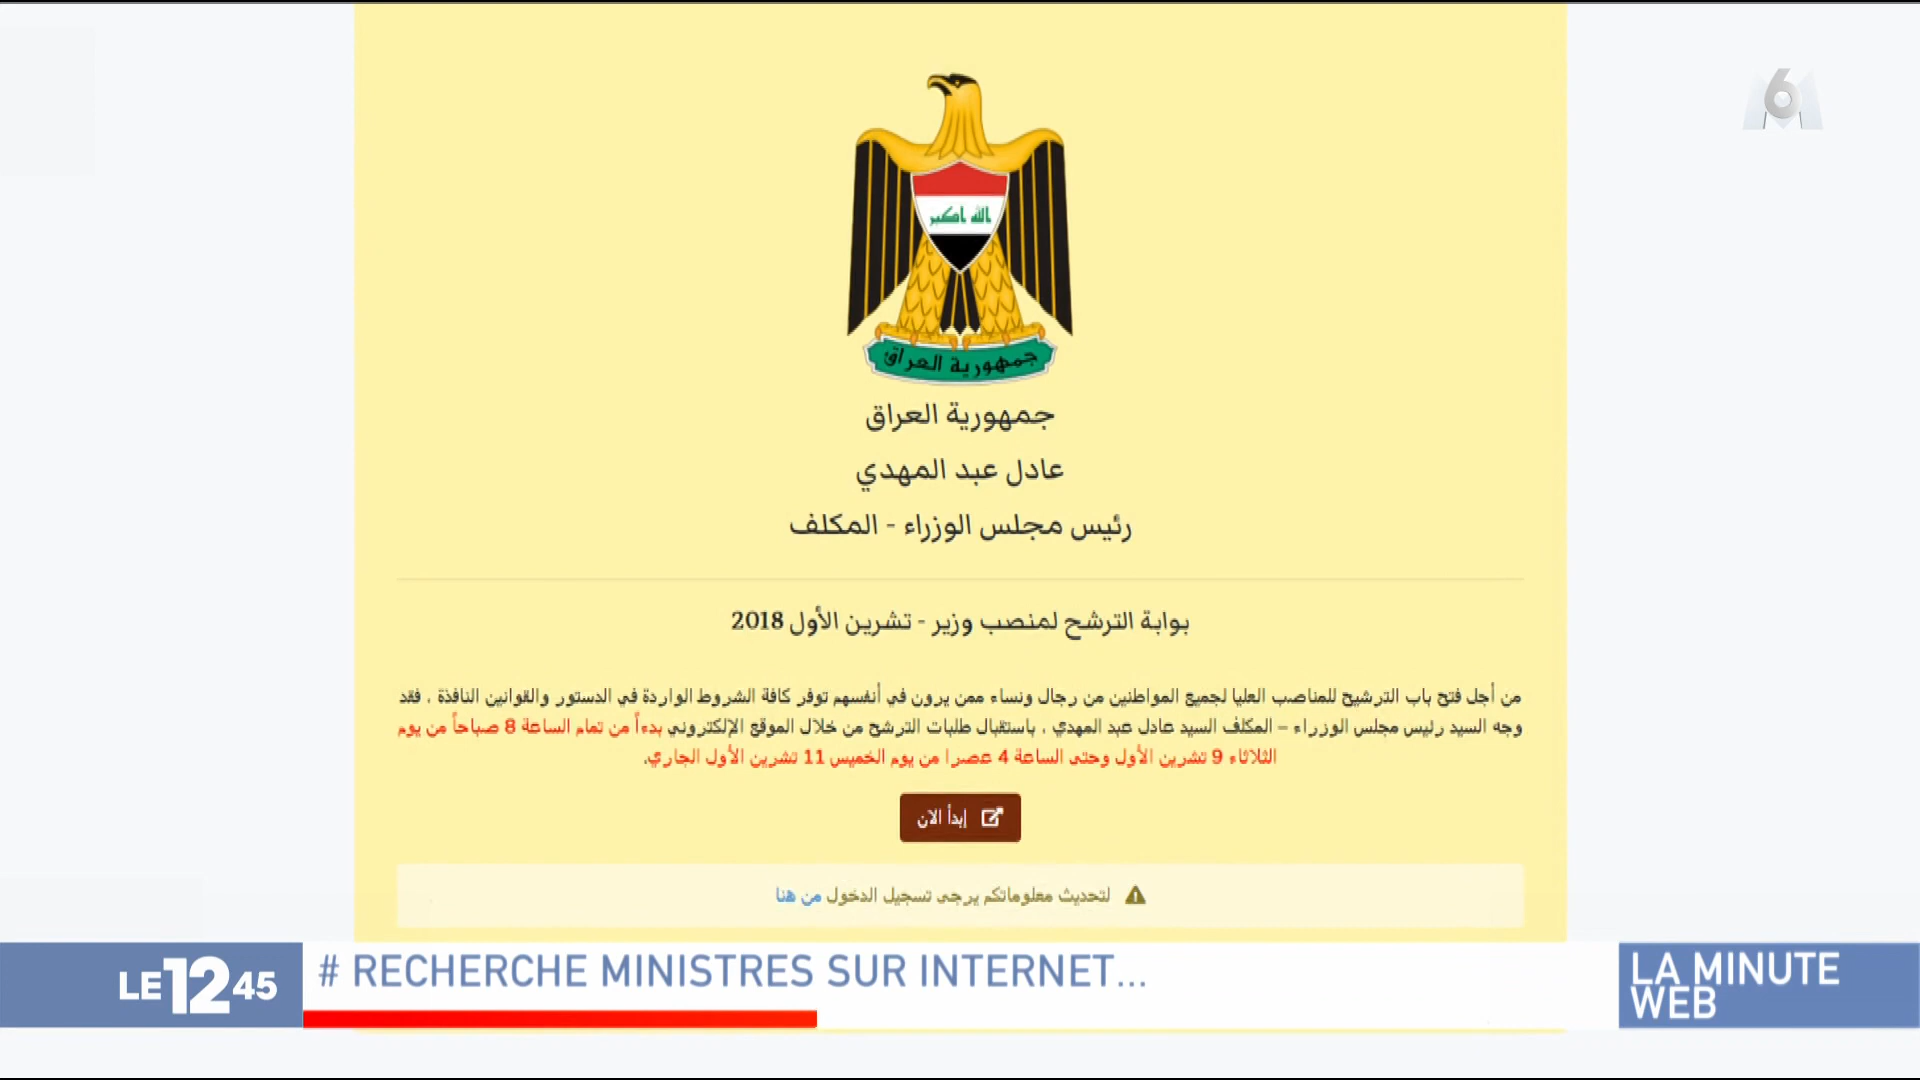 M6
الله اكبر
جمهورية العراق
جمهورية العراق
عادل عبد المهدي
رئيس مجلس الوزراء - المكلف
بوابة الترشح لمنصب وزير - تشرين الأول 2018
من أجل فتح باب الترشيح للمناصب العليا لجميع المواطنين من رجال ونساء ممن يرون في أنفسهم توفر كافة الشروط الواردة في الدستور والقوانين النافذة ، فقد
وجه السيد رئيس مجلس الوزراء – المكلف السيد عادل عبد المهدي ، باستقبال طلبات الترشح من خلال الموقع الإلكتروني بدءاً من تمام الساعة 8 صباحاً من يوم
الثلاثاء 9 تشرين الأول وحتى الساعة 4 عصرا من يوم الخميس 11 تشرين الأول الجاري.
إبدأ الآن
لتحديث معلوماتكم يرجى تسجيل الدخول من هنا
LE 12 45
# RECHERCHE MINISTRES SUR INTERNET...
LA MINUTE
WEB